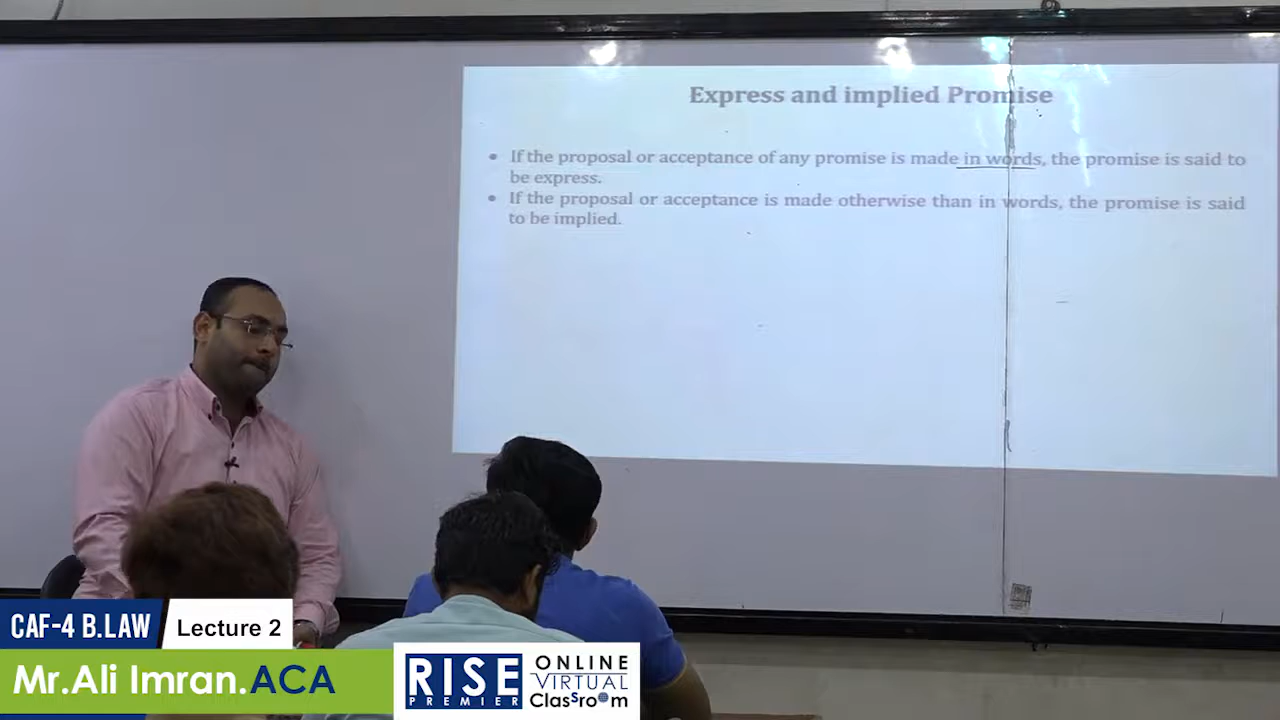 Express and implied Promise
• If the proposal or acceptance of any promise is made in words, the promise is said to
be express.
• If the proposal or acceptance is made otherwise than in words, the promise is said
to be implied.
CAF-4 B.LAW
Lecture 2
Mr.Ali Imran.ACA
RISE
PREMIER
ONLINE
VIRTUAL
Classroom